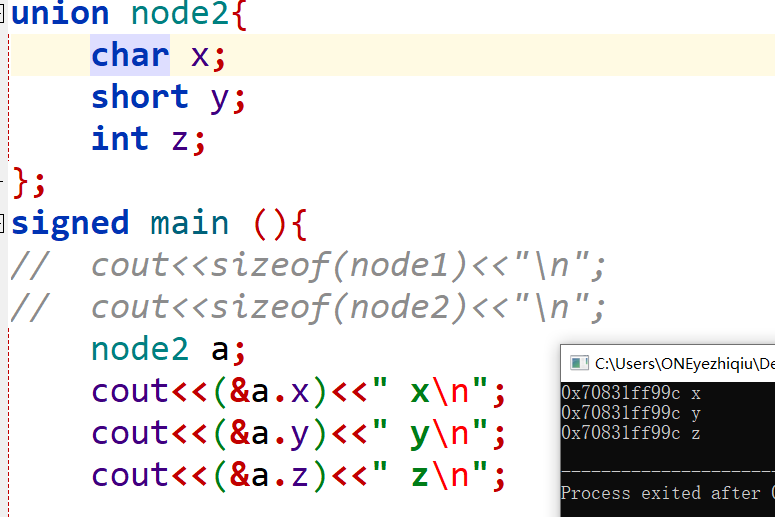 union node2{
char x;
short y;
int z;
};
signed main (){
// cout<<sizeof(node1)<<"\n";
// cout<<sizeof(node2)<<"\n";
node2 a;
cout<<(&a.x)<<" x\n";
cout<<(&a.y)<<" y\n";
cout<<(&a.z)<<" z\n";
C:\Users\ONEyezhiqiu\De
0x70831ff99c x
0x70831ff99c y
0x70831ff99c z
--------------------------------
Process exited after